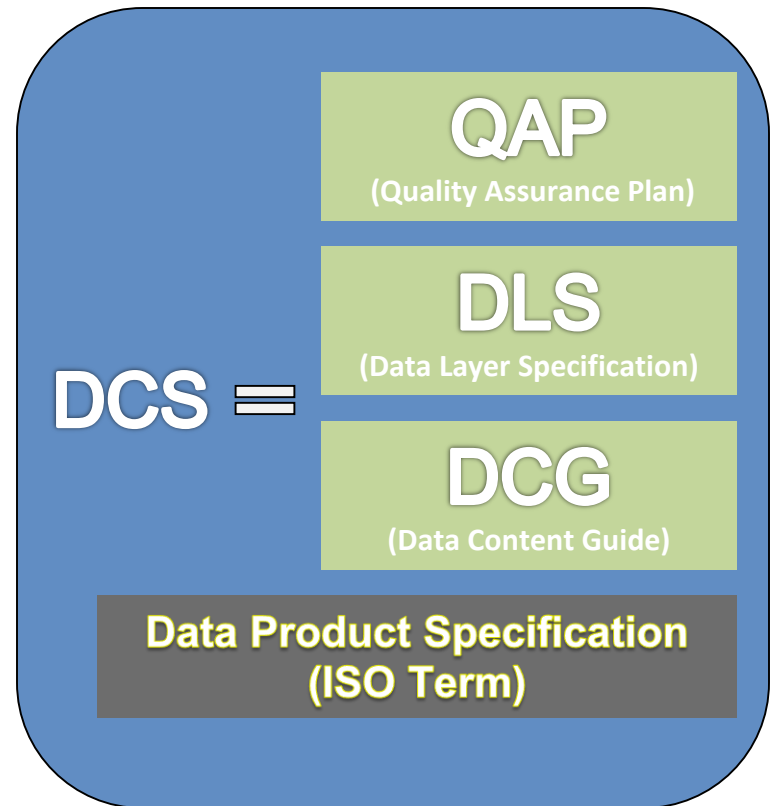 QAP
(Quality Assurance Plan)
DLS
(Data Layer Specification)
DCS =
DCG
(Data Content Guide)
Data Product Specification
(ISO Term)